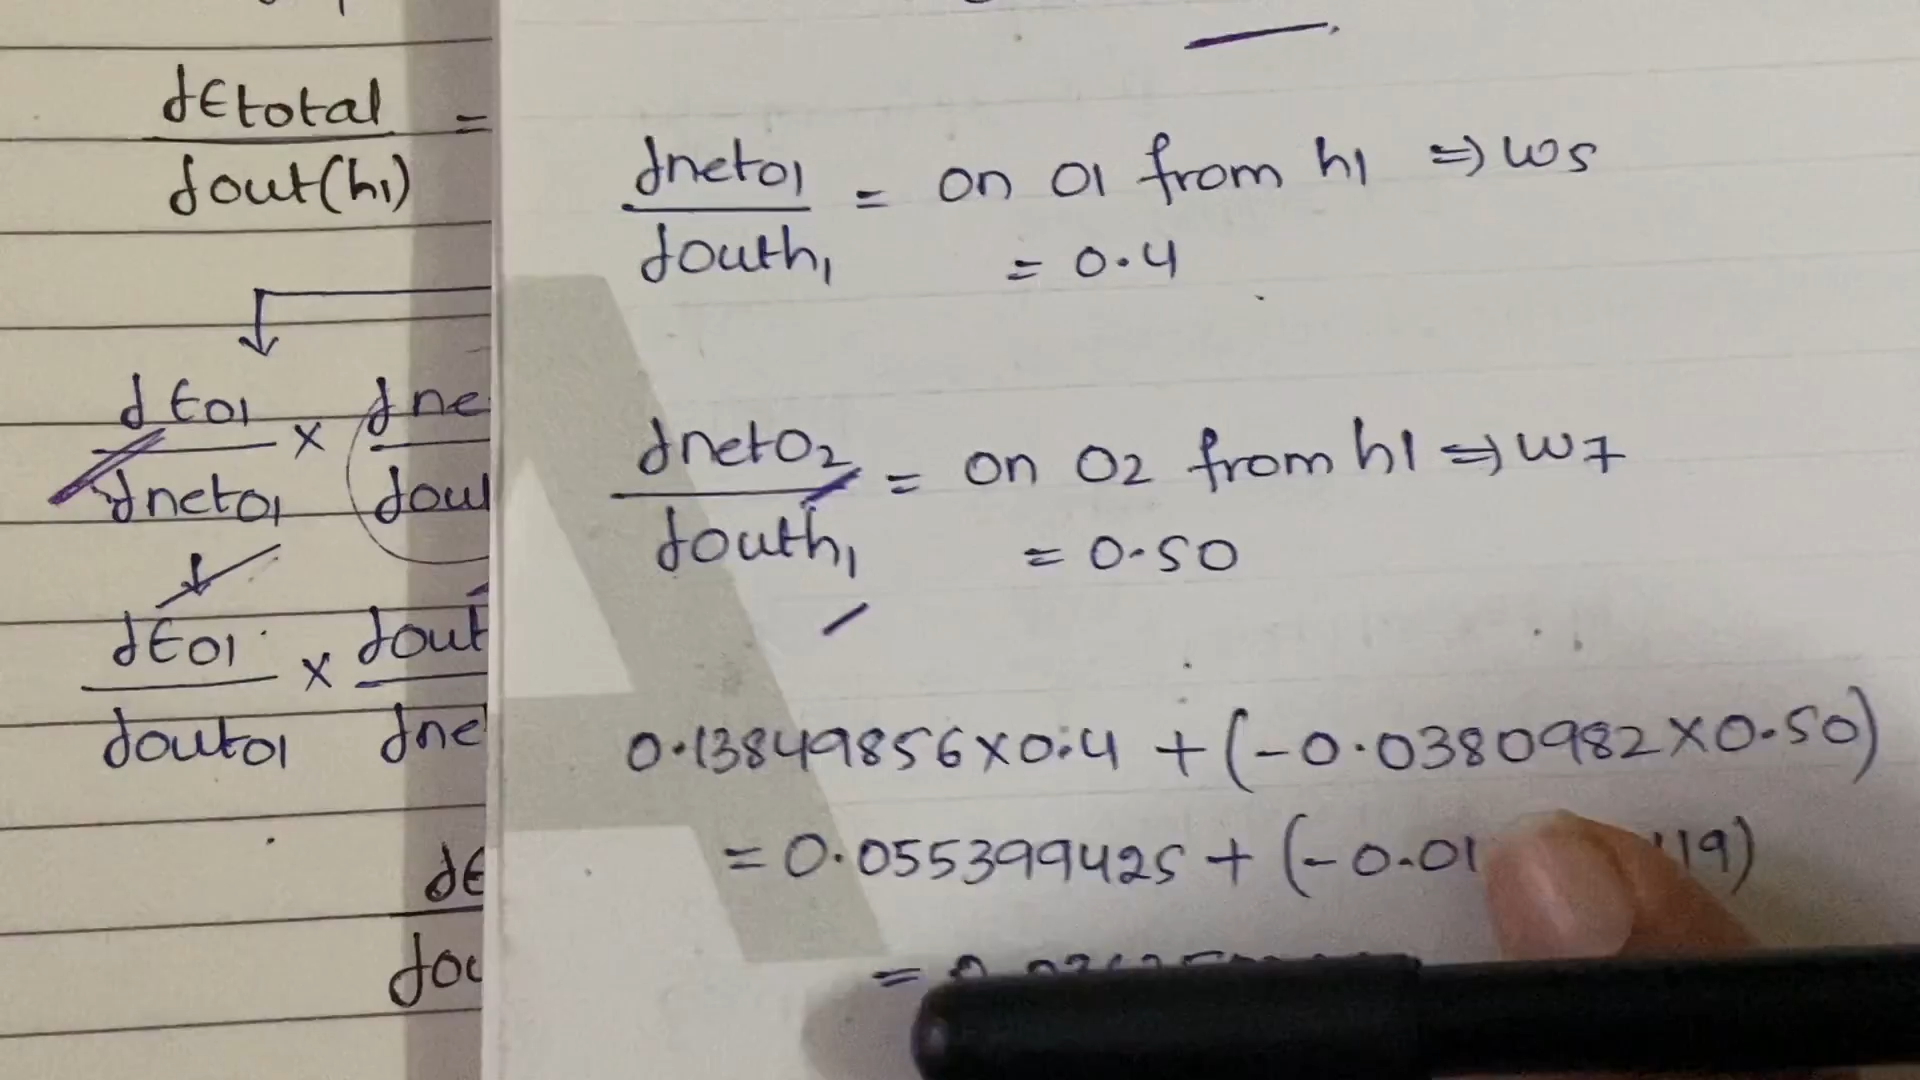 ∂Etotal / ∂out(h1) =
∂Eo1 / ∂neto1 × ∂ne / ∂ou
∂Eo1 / ∂outo1 × ∂out / ∂ne
∂E / ∂ou
∂neto1 / ∂outh1 = on o1 from h1 ⇒ w5
= 0.4
∂neto2 / ∂outh1 = on o2 from h1 ⇒ w7
= 0.50
0.13849856×0.4 + (-0.0380982×0.50)
= 0.055399425 + (-0.01 119)
=